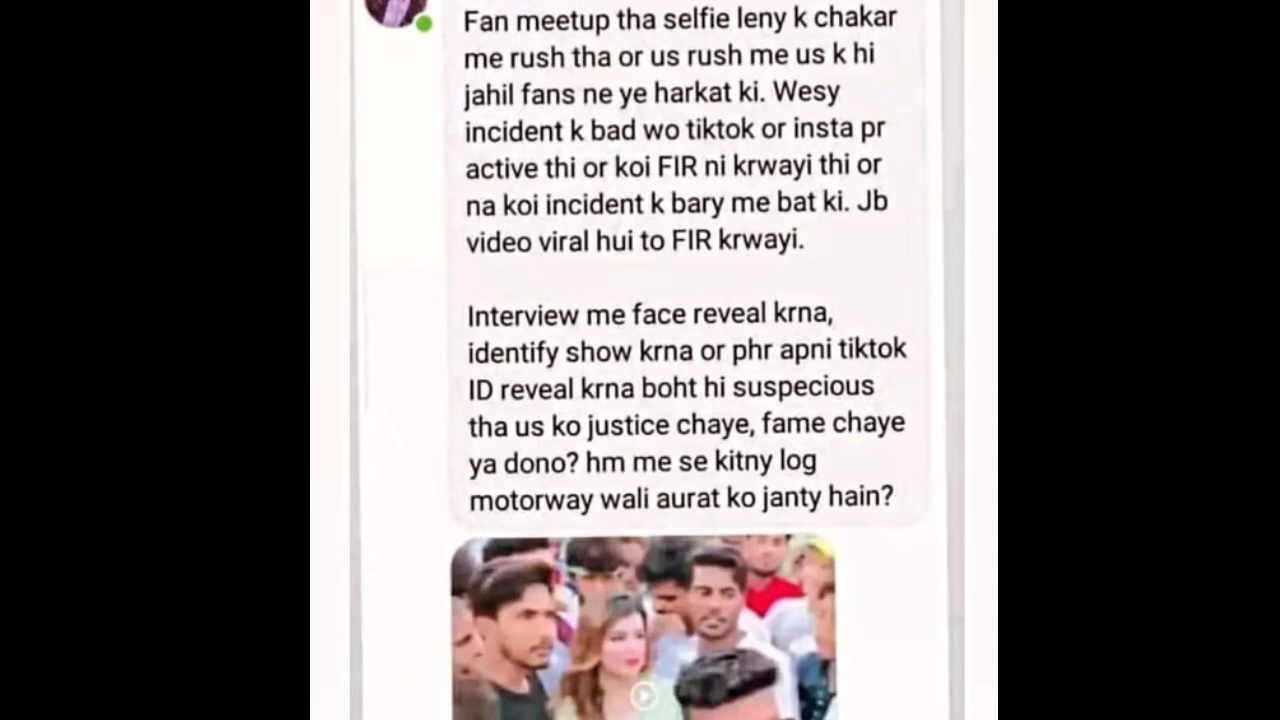 Fan meetup tha selfie leny k chakar
me rush tha or us rush me us k hi
jahil fans ne ye harkat ki. Wesy
incident k bad wo tiktok or insta pr
active thi or koi FIR ni krwayi thi or
na koi incident k bary me bat ki. Jb
video viral hui to FIR krwayi.
Interview me face reveal krna,
identify show krna or phr apni tiktok
ID reveal krna boht hi suspecious
tha us ko justice chaye, fame chaye
ya dono? hm me se kitny log
motorway wali aurat ko janty hain?